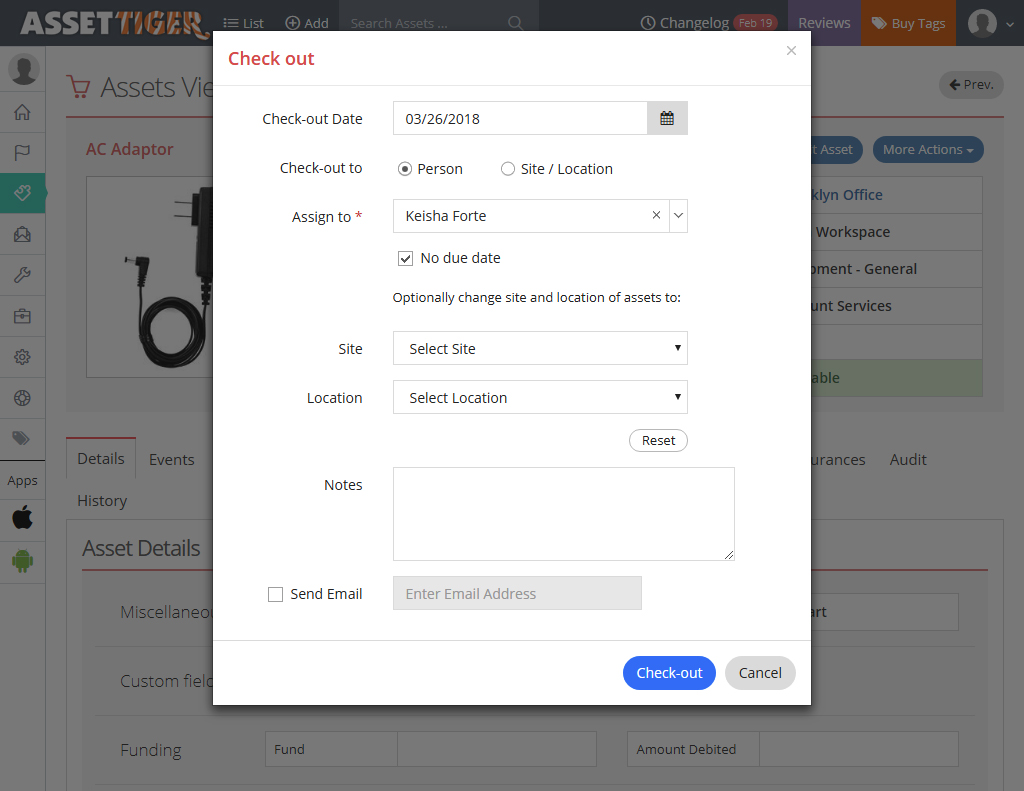 ASSETTIGER
List
Add
Search Assets ...
Changelog Feb 19
Reviews
Buy Tags
Assets Vie
Prev.
AC Adaptor
t Asset
More Actions
klyn Office
Workspace
pment - General
unt Services
able
Details
Events
urances
Audit
History
Apps
Asset Details
Miscellaneou
art
Custom field
Funding
Fund
Amount Debited
Check out
×
Check-out Date
03/26/2018
Check-out to
Person
Site / Location
Assign to *
Keisha Forte
No due date
Optionally change site and location of assets to:
Site
Select Site
Location
Select Location
Reset
Notes
Send Email
Enter Email Address
Check-out
Cancel